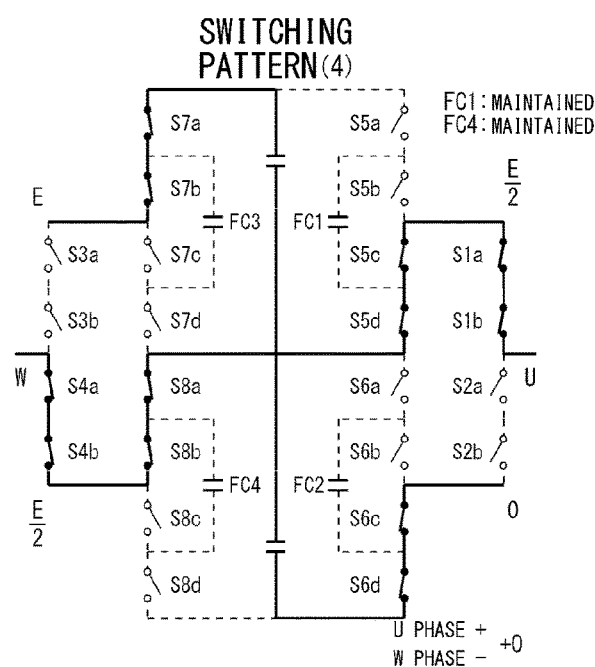 SWITCHING
PATTERN(4)
FC1: MAINTAINED
FC4: MAINTAINED
S7a
S5a
S7b
S5b
E
E/2
FC3
FC1
S3a
S7c
S5c
S1a
S3b
S7d
S5d
S1b
W
U
S4a
S8a
S6a
S2a
S4b
S8b
S6b
S2b
FC4
FC2
E/2
0
S8c
S6c
S8d
S6d
U PHASE +
W PHASE -
+0